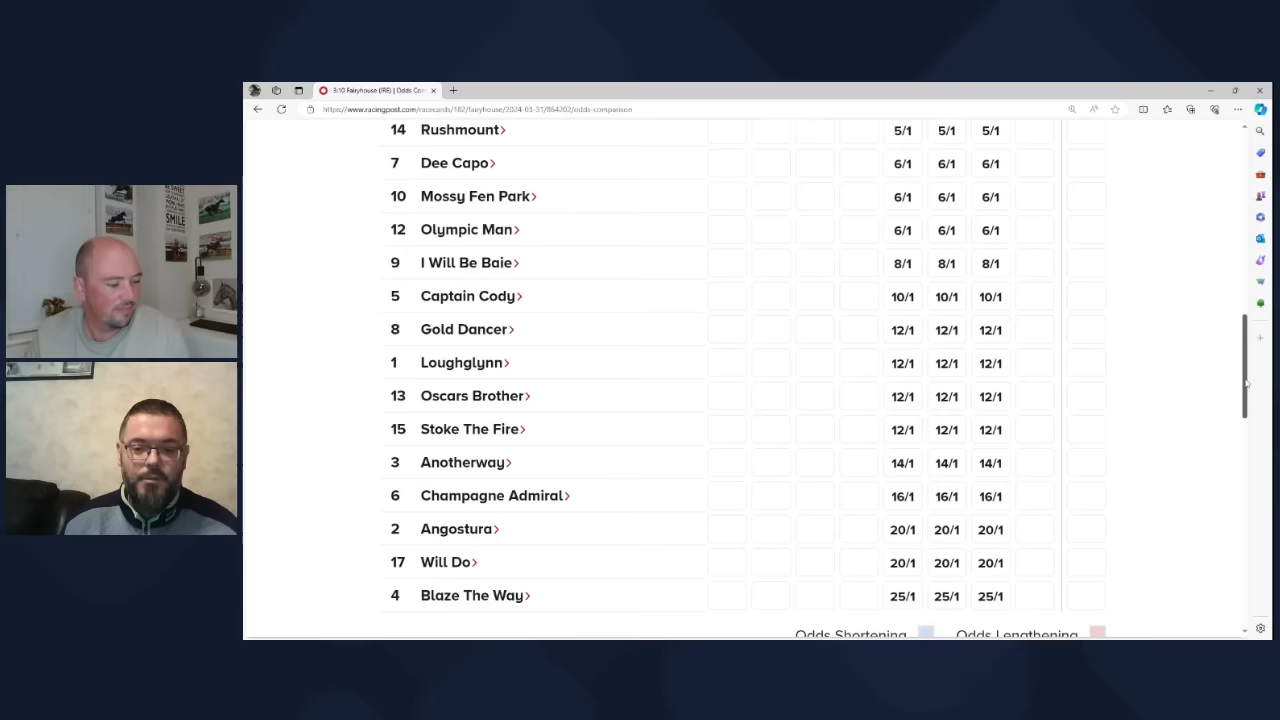 3:10 Fairyhouse (IRE) | Odds Com
https://www.racingpost.com/racecards/182/fairyhouse/2024-03-31/864202/odds-comparison
14 Rushmount> 5/1 5/1 5/1
7 Dee Capo> 6/1 6/1 6/1
10 Mossy Fen Park> 6/1 6/1 6/1
12 Olympic Man> 6/1 6/1 6/1
9 I Will Be Baie> 8/1 8/1 8/1
5 Captain Cody> 10/1 10/1 10/1
8 Gold Dancer> 12/1 12/1 12/1
1 Loughglynn> 12/1 12/1 12/1
13 Oscars Brother> 12/1 12/1 12/1
15 Stoke The Fire> 12/1 12/1 12/1
3 Anotherway> 14/1 14/1 14/1
6 Champagne Admiral> 16/1 16/1 16/1
2 Angostura> 20/1 20/1 20/1
17 Will Do> 20/1 20/1 20/1
4 Blaze The Way> 25/1 25/1 25/1
Odds Shortening Odds Lengthening
SMILE